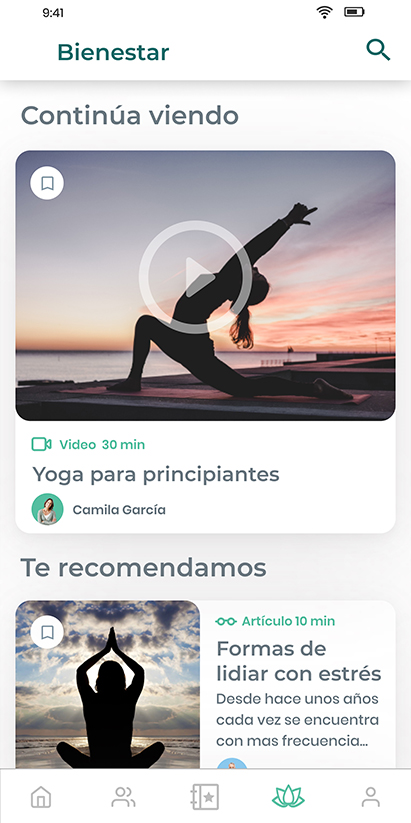 9:41
Bienestar
Continúa viendo
Video 30 min
Yoga para principiantes
Camila García
Te recomendamos
Artículo 10 min
Formas de
lidiar con estrés
Desde hace unos años
cada vez se encuentra
con mas frecuencia...